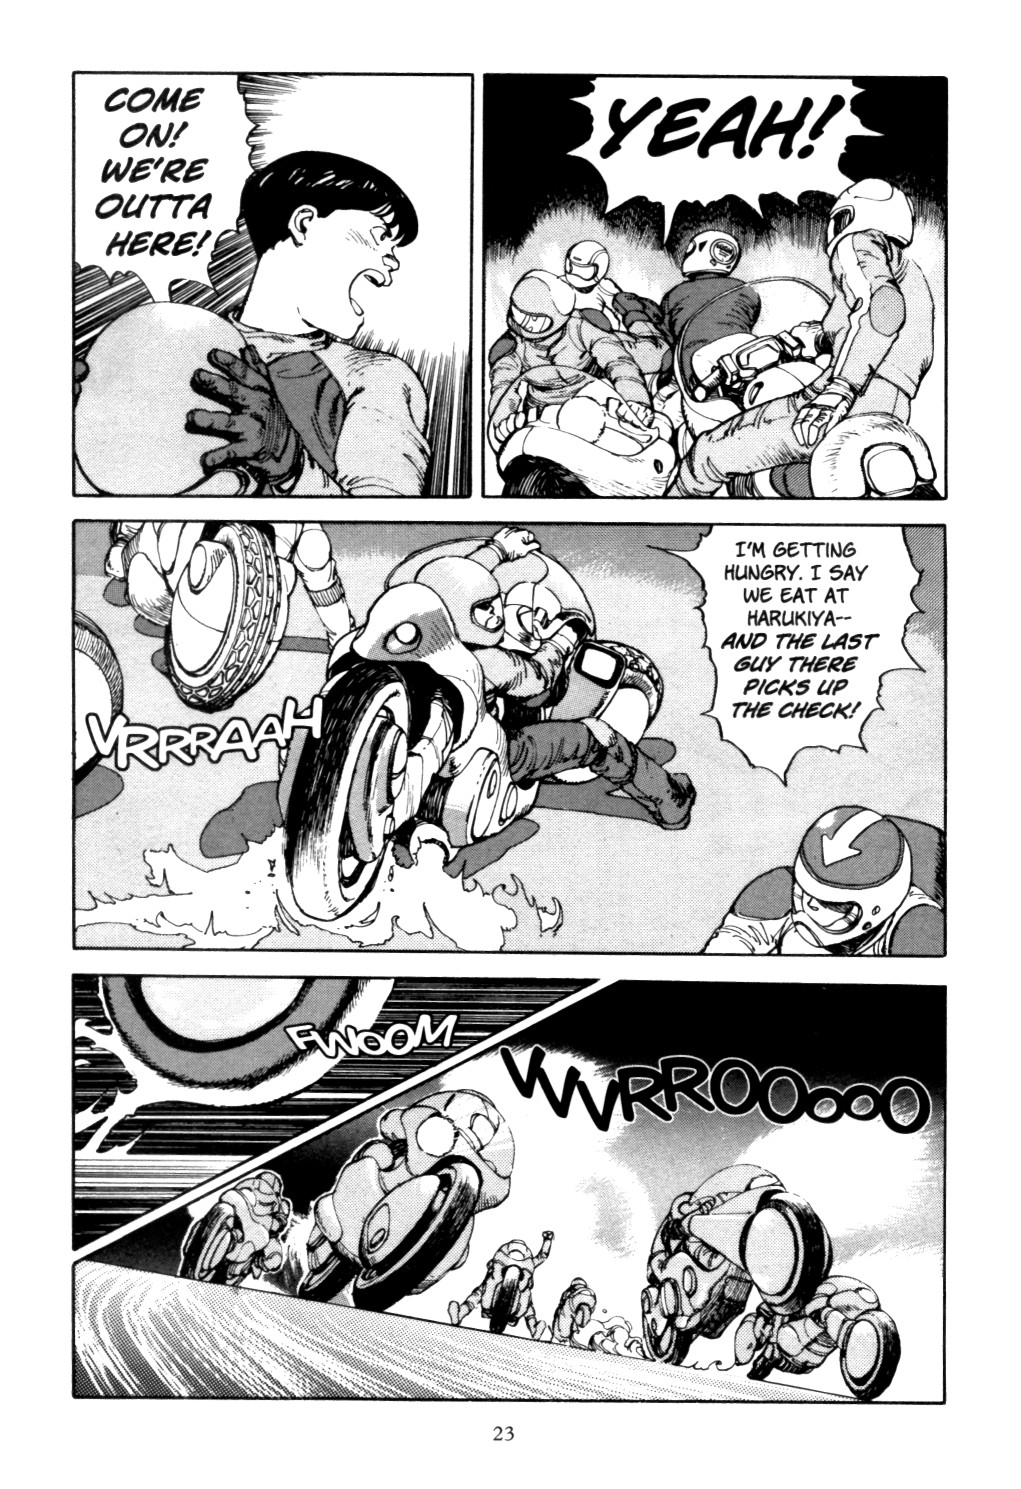 COME
ON!
WE'RE
OUTTA
HERE!
YEAH!
I'M GETTING
HUNGRY. I SAY
WE EAT AT
HARUKIYA--
AND THE LAST
GUY THERE
PICKS UP
THE CHECK!
VRRRAAH
FWOOM
VVVRROOOOO
23